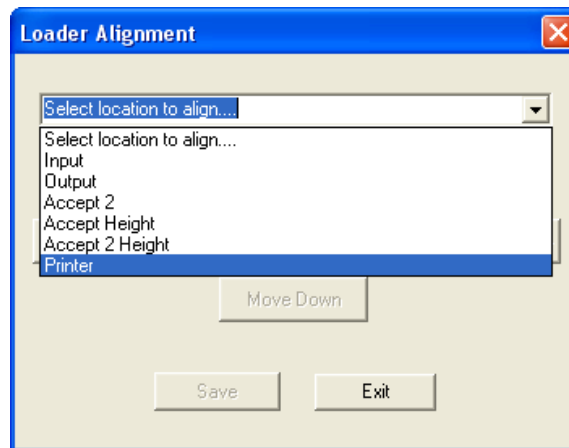 Loader Alignment
Select location to align....
Select location to align....
Input
Output
Accept 2
Accept Height
Accept 2 Height
Printer
Move Down
Save
Exit